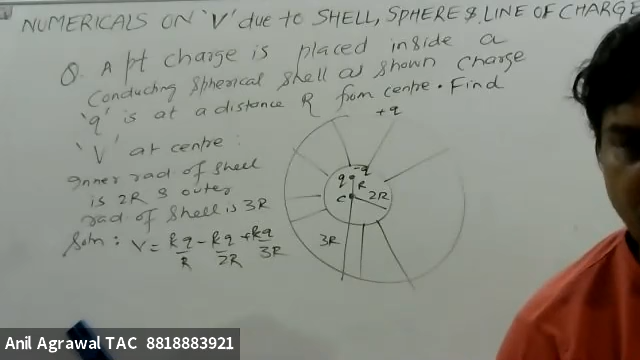 NUMERICALS ON 'V' due to SHELL, SPHERE & LINE OF CHARGE
Q. A pt charge is placed inside a
conducting spherical shell as shown charge
'q' is at a distance R from centre. Find
'V' at centre:
inner rad of shell
is 2R & outer
rad of shell is 3R
Soln: V = kq/R - kq/2R + kq/3R
+q
-q
q
R
C
2R
3R
Anil Agrawal TAC 8818883921